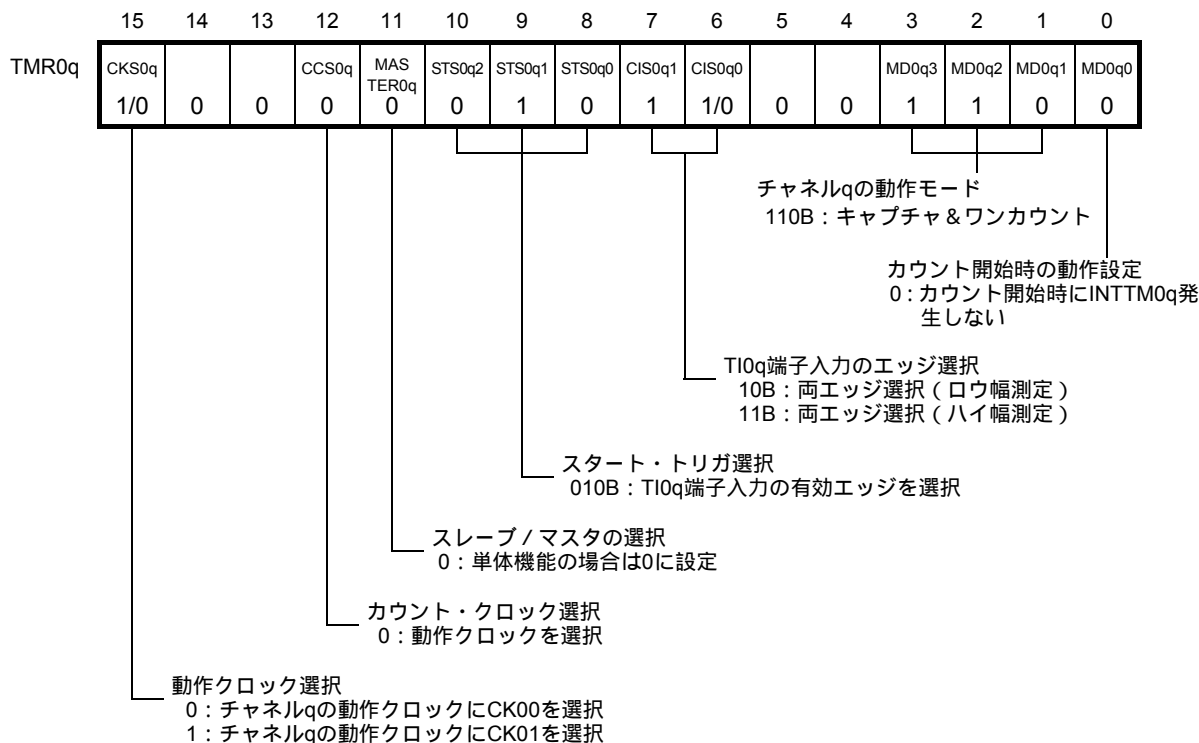 15 14 13 12 11 10 9 8 7 6 5 4 3 2 1 0
TMR0q
CKS0q CCS0q MAS TER0q STS0q2 STS0q1 STS0q0 CIS0q1 CIS0q0 MD0q3 MD0q2 MD0q1 MD0q0
1/0 0 0 0 0 0 1 0 1 1/0 0 0 1 1 0 0
チャネルqの動作モード
110B：キャプチャ＆ワンカウント
カウント開始時の動作設定
0：カウント開始時にINTTM0q発
生しない
TI0q端子入力のエッジ選択
10B：両エッジ選択（ロウ幅測定）
11B：両エッジ選択（ハイ幅測定）
スタート・トリガ選択
010B：TI0q端子入力の有効エッジを選択
スレーブ／マスタの選択
0：単体機能の場合は0に設定
カウント・クロック選択
0：動作クロックを選択
動作クロック選択
0：チャネルqの動作クロックにCK00を選択
1：チャネルqの動作クロックにCK01を選択